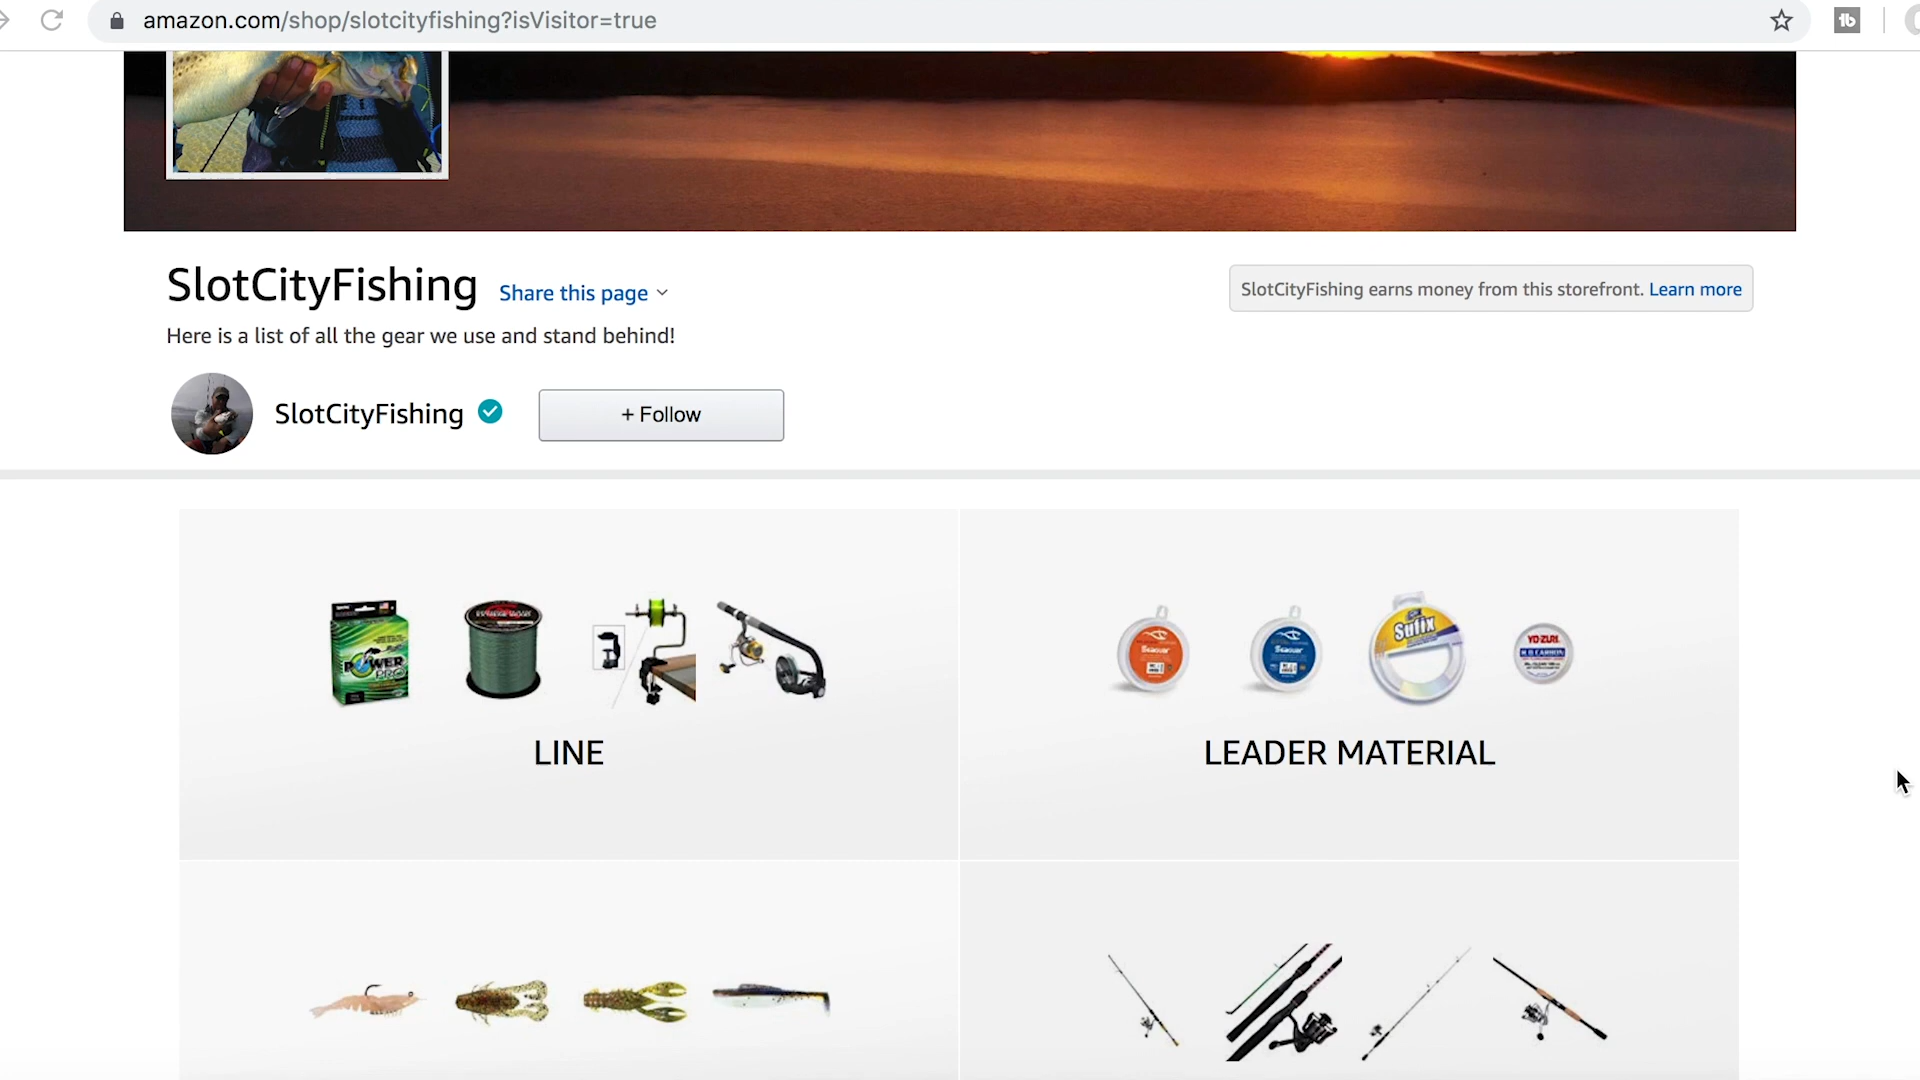 amazon.com/shop/slotcityfishing?isVisitor=true
SlotCityFishing
Share this page
SlotCityFishing earns money from this storefront. Learn more
Here is a list of all the gear we use and stand behind!
SlotCityFishing
+ Follow
POWER
PRO
Seaguar
Seaguar
Sufix
YO-ZURI
LINE
LEADER MATERIAL